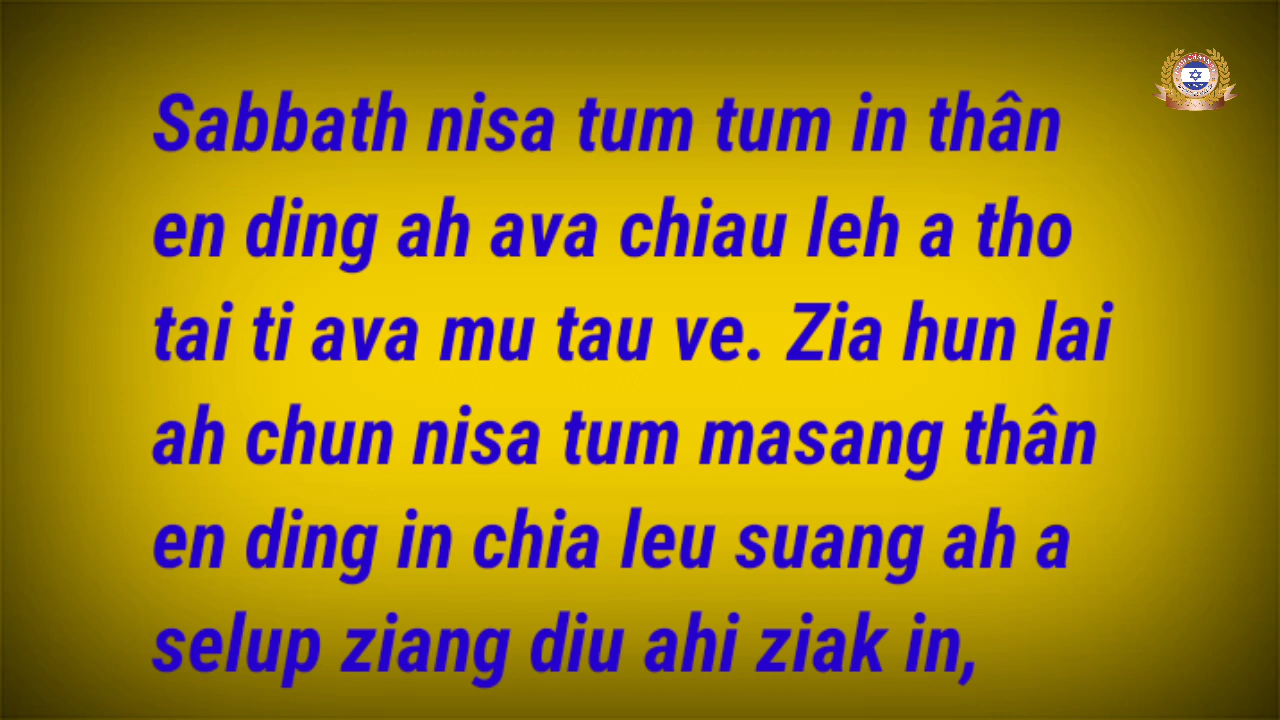 Sabbath nisa tum tum in thân
en ding ah ava chiau leh a tho
tai ti ava mu tau ve. Zia hun lai
ah chun nisa tum masang thân
en ding in chia leu suang ah a
selup ziang diu ahi ziak in,